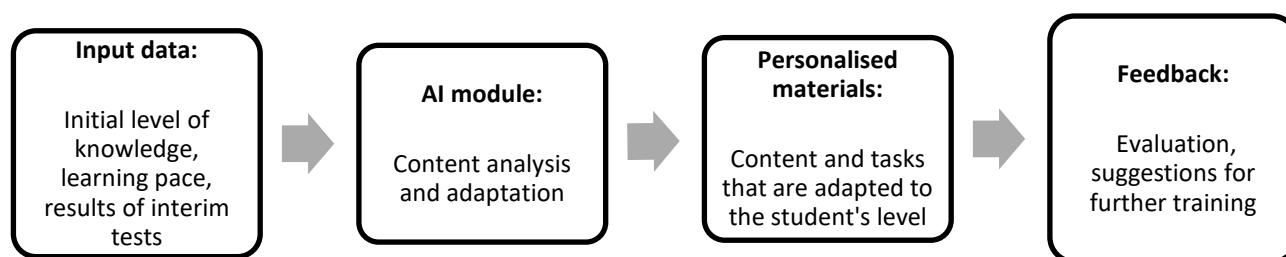 Input data:
Initial level of
knowledge,
learning pace,
results of interim
tests
AI module:
Content analysis
and adaptation
Personalised
materials:
Content and tasks
that are adapted to
the student's level
Feedback:
Evaluation,
suggestions for
further training